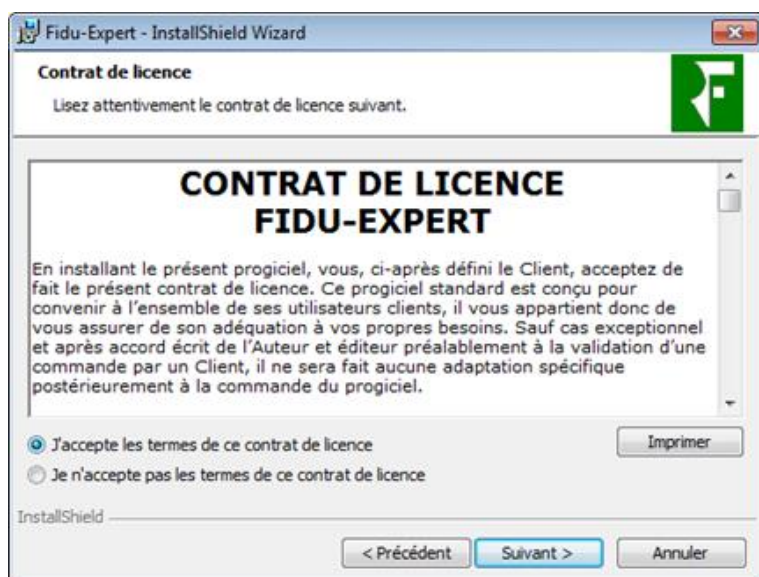 Fidu-Expert - InstallShield Wizard
Contrat de licence
Lisez attentivement le contrat de licence suivant.
CONTRAT DE LICENCE
FIDU-EXPERT
En installant le présent progiciel, vous, ci-après défini le Client, acceptez de
fait le présent contrat de licence. Ce progiciel standard est conçu pour
convenir à l'ensemble de ses utilisateurs clients, il vous appartient donc de
vous assurer de son adéquation à vos propres besoins. Sauf cas exceptionnel
et après accord écrit de l'Auteur et éditeur préalablement à la validation d'une
commande par un Client, il ne sera fait aucune adaptation spécifique
postérieurement à la commande du progiciel.
J'accepte les termes de ce contrat de licence
Imprimer
Je n'accepte pas les termes de ce contrat de licence
InstallShield
< Précédent Suivant > Annuler